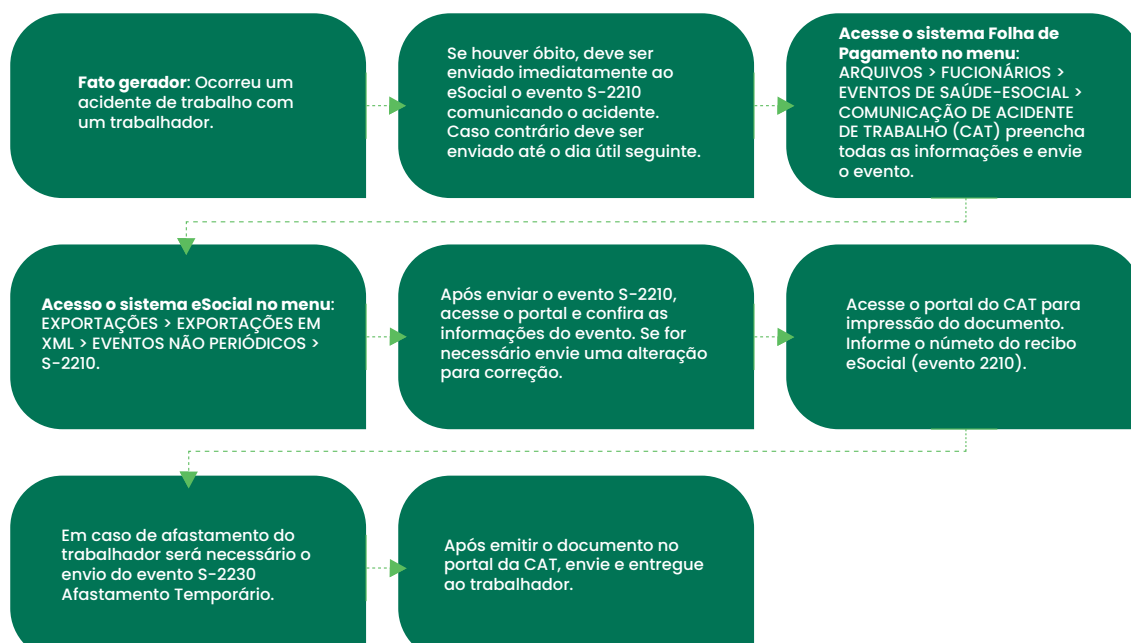 Fato gerador: Ocorreu um
acidente de trabalho com
um trabalhador.
Se houver óbito, deve ser
enviado imediatamente ao
eSocial o evento S-2210
comunicando o acidente.
Caso contrário deve ser
enviado até o dia útil seguinte.
Acesse o sistema Folha de
Pagamento no menu:
ARQUIVOS > FUCIONÁRIOS >
EVENTOS DE SAÚDE-ESOCIAL >
COMUNICAÇÃO DE ACIDENTE
DE TRABALHO (CAT) preencha
todas as informações e envie
o evento.
Acesso o sistema eSocial no menu:
EXPORTAÇÕES > EXPORTAÇÕES EM
XML > EVENTOS NÃO PERIÓDICOS >
S-2210.
Após enviar o evento S-2210,
acesse o portal e confira as
informações do evento. Se for
necessário envie uma alteração
para correção.
Acesse o portal do CAT para
impressão do documento.
Informe o númeto do recibo
eSocial (evento 2210).
Em caso de afastamento do
trabalhador será necessário o
envio do evento S-2230
Afastamento Temporário.
Após emitir o documento no
portal da CAT, envie e entregue
ao trabalhador.